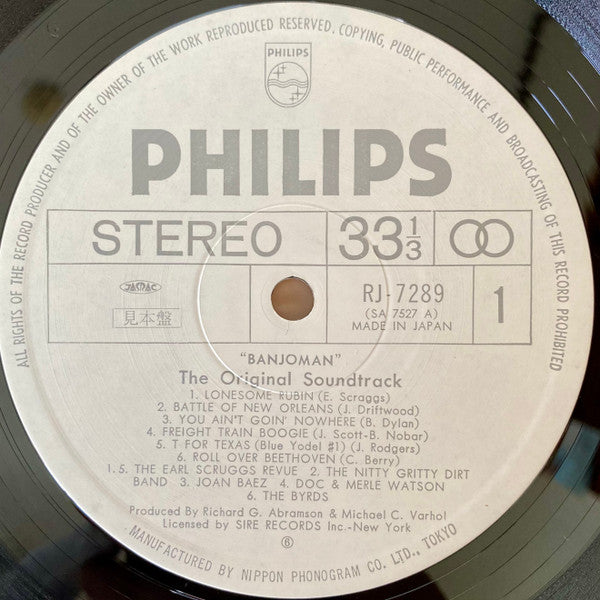 ALL RIGHTS OF THE RECORD PRODUCER AND OF THE OWNER OF THE WORK REPRODUCED RESERVED. COPYING, PUBLIC PERFORMANCE AND BROADCASTING OF THIS RECORD PROHIBITED
PHILIPS
PHILIPS
STEREO 33 1/3
JASRAC
見本盤
RJ-7289
(SA 7527 A)
MADE IN JAPAN
1
"BANJOMAN"
The Original Soundtrack
1. LONESOME RUBIN (E. Scraggs)
2. BATTLE OF NEW ORLEANS (J. Driftwood)
3. YOU AIN'T GOIN' NOWHERE (B. Dylan)
4. FREIGHT TRAIN BOOGIE (J. Scott-B. Nobar)
5. T FOR TEXAS (Blue Yodel #1) (J. Rodgers)
6. ROLL OVER BEETHOVEN (C. Berry)
1.5. THE EARL SCRUGGS REVUE 2. THE NITTY GRITTY DIRT
BAND 3. JOAN BAEZ 4. DOC & MERLE WATSON
6. THE BYRDS
Produced By Richard G. Abramson & Michael C. Varhol
Licensed by SIRE RECORDS Inc.-New York
6
MANUFACTURED BY NIPPON PHONOGRAM CO. LTD., TOKYO